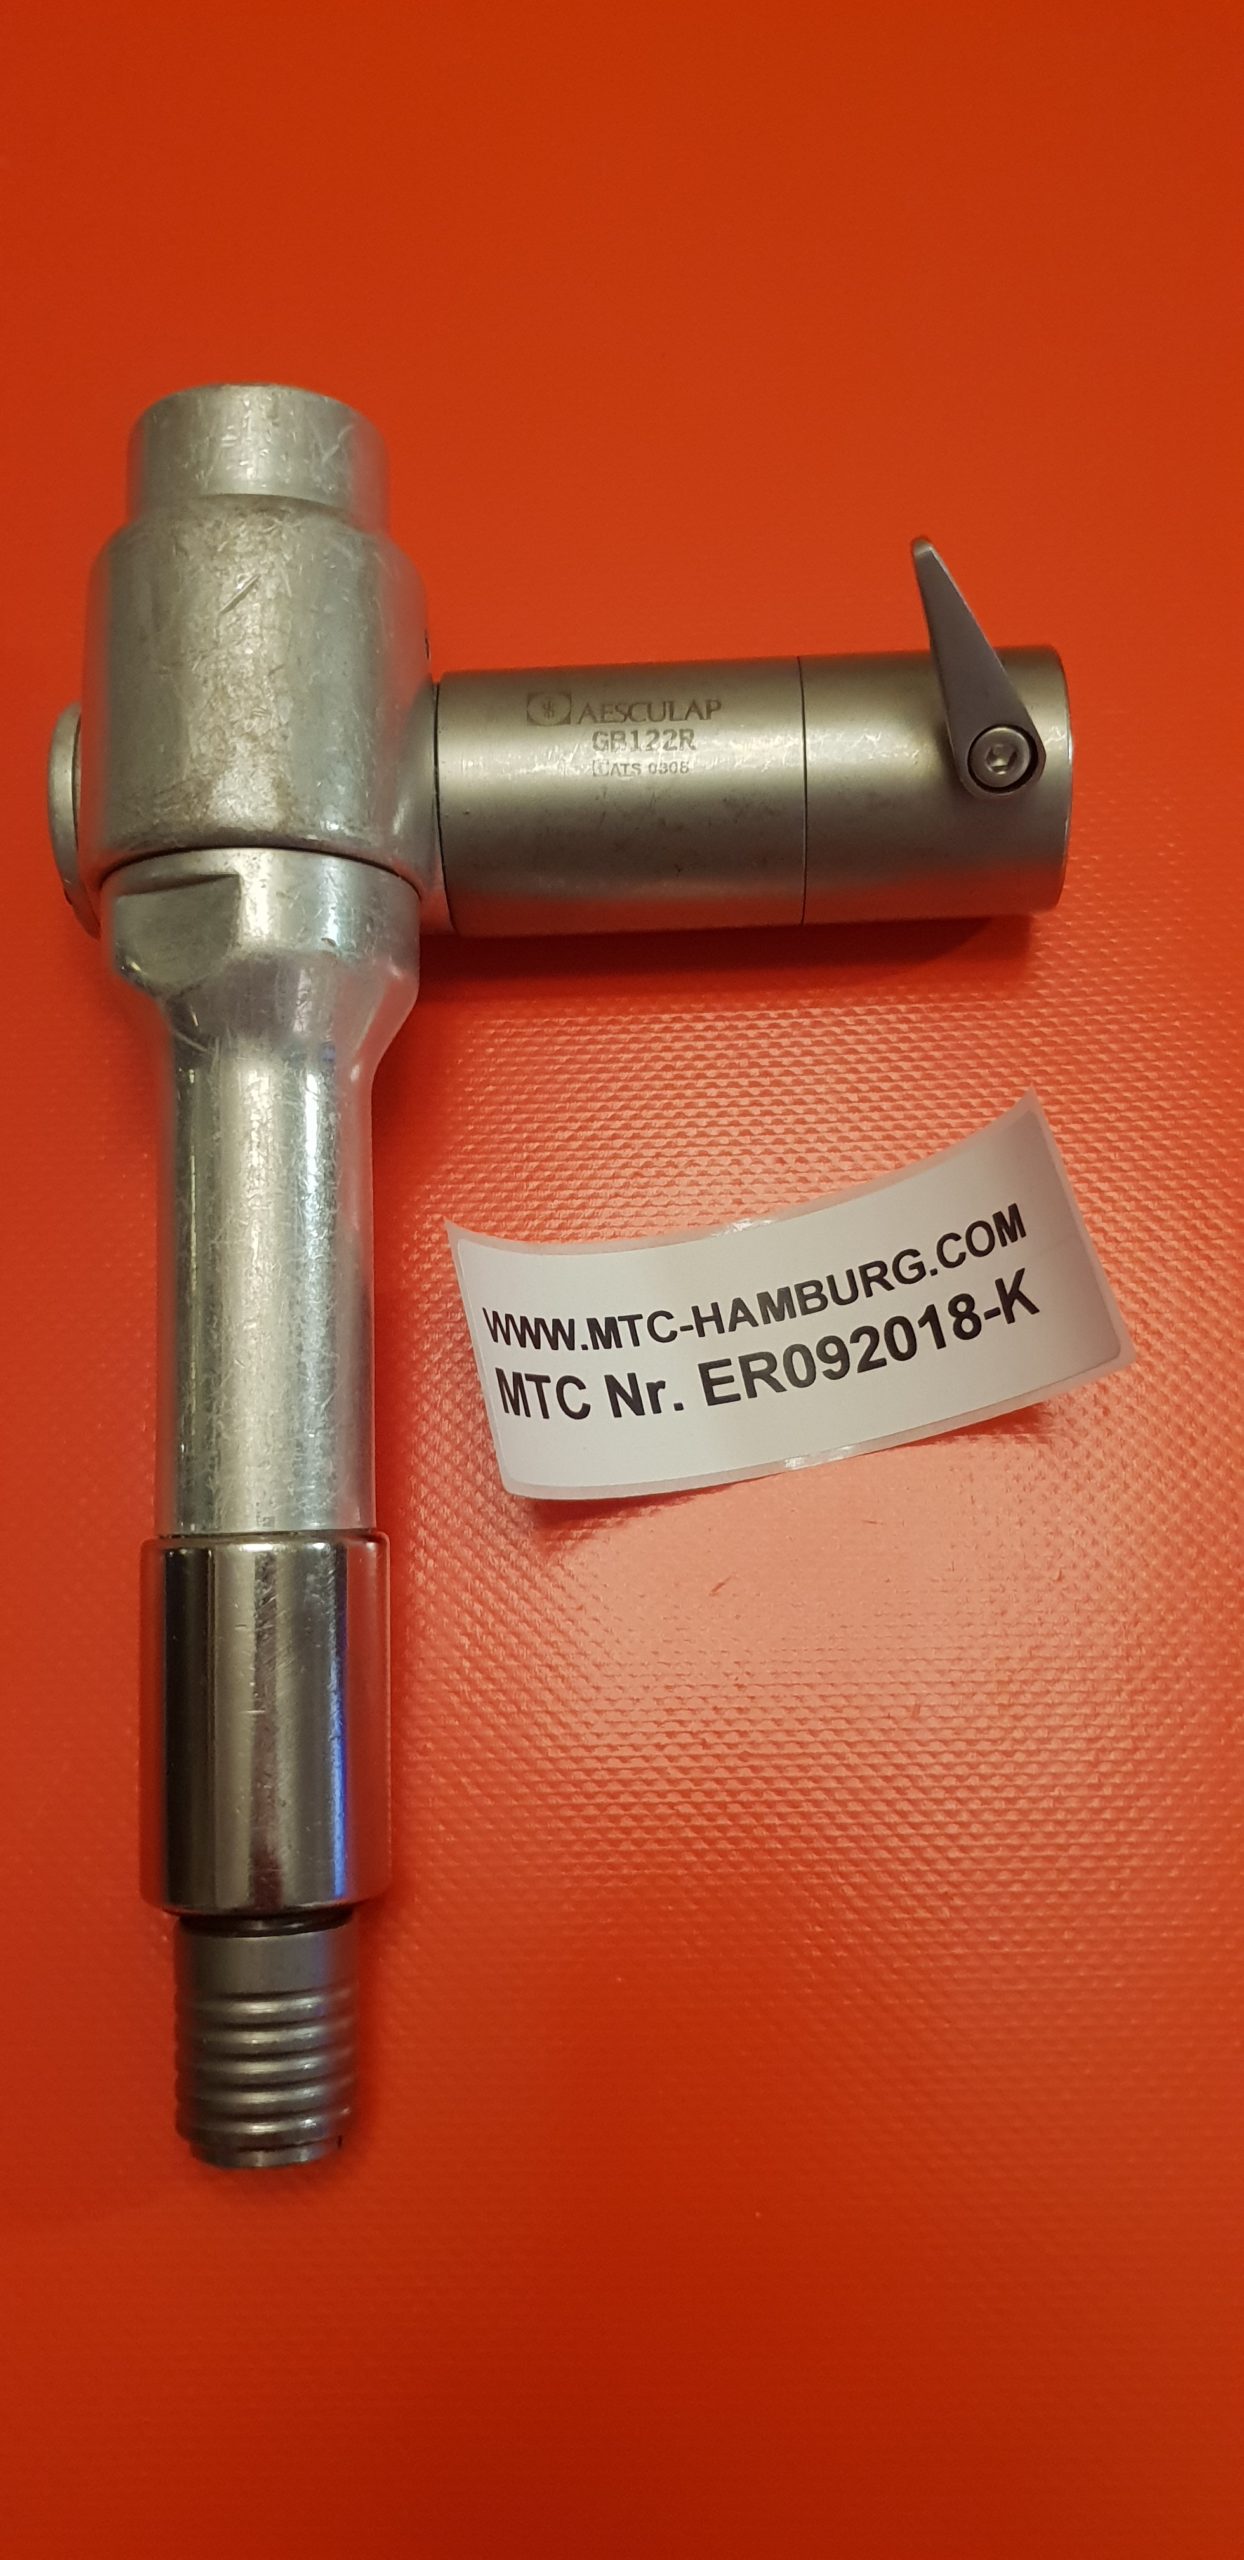 AESCULAP
GB122R
WWW.MTC-HAMBURG.COM
MTC Nr. ER092018-K